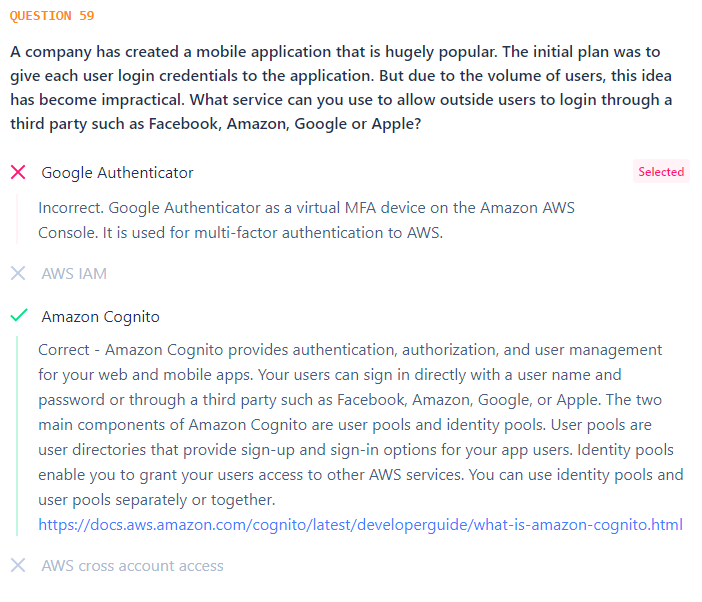 QUESTION 59
A company has created a mobile application that is hugely popular. The initial plan was to
give each user login credentials to the application. But due to the volume of users, this idea
has become impractical. What service can you use to allow outside users to login through a
third party such as Facebook, Amazon, Google or Apple?
Google Authenticator
Selected
Incorrect. Google Authenticator as a virtual MFA device on the Amazon AWS
Console. It is used for multi-factor authentication to AWS.
AWS IAM
Amazon Cognito
Correct - Amazon Cognito provides authentication, authorization, and user management
for your web and mobile apps. Your users can sign in directly with a user name and
password or through a third party such as Facebook, Amazon, Google, or Apple. The two
main components of Amazon Cognito are user pools and identity pools. User pools are
user directories that provide sign-up and sign-in options for your app users. Identity pools
enable you to grant your users access to other AWS services. You can use identity pools and
user pools separately or together.
https://docs.aws.amazon.com/cognito/latest/developerguide/what-is-amazon-cognito.html
AWS cross account access